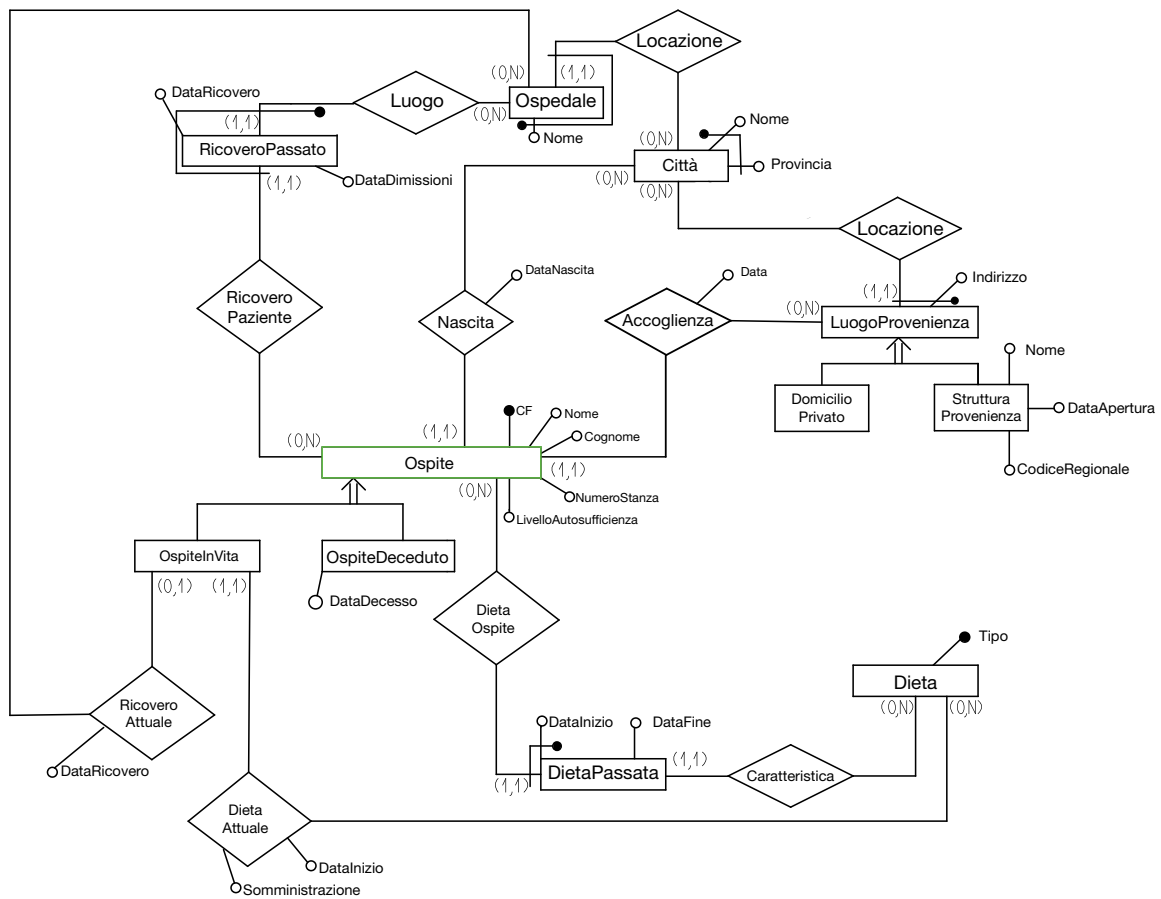 Locazione
(0,N)
(1,1)
DataRicovero
Luogo
Ospedale
(0,N)
(1,1)
Nome
Nome
(0,N)
RicoveroPassato
Città
Provincia
(0,N)
(0,N)
(1,1)
DataDimissioni
Locazione
DataNascita
Data
Indirizzo
(1,1)
Ricovero
Paziente
Nascita
Accoglienza
(0,N)
LuogoProvenienza
Nome
Domicilio
Privato
Struttura
Provenienza
DataApertura
CF
Nome
(0,N)
(1,1)
Cognome
Ospite
(1,1)
CodiceRegionale
(0,N)
NumeroStanza
LivelloAutosufficienza
OspiteInVita
OspiteDeceduto
(0,1)
(1,1)
DataDecesso
Dieta
Ospite
Tipo
Dieta
Ricovero
Attuale
(0,N)
(0,N)
DataInizio
DataFine
DataRicovero
(1,1)
DietaPassata
(1,1)
Caratteristica
Dieta
Attuale
DataInizio
Somministrazione